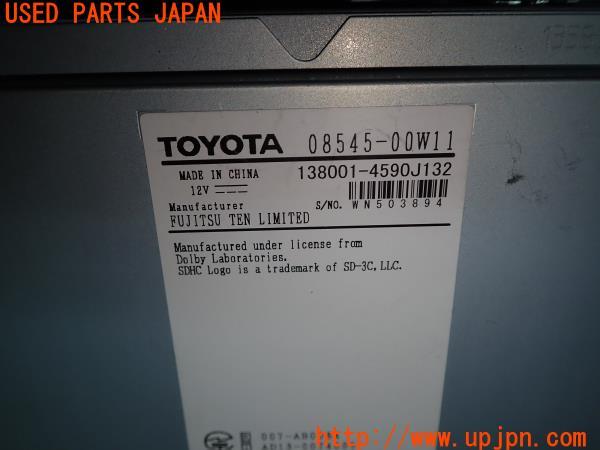 USED PARTS JAPAN
TOYOTA 08545-00W11
MADE IN CHINA 138001-4590J132
12V
Manufacturer S/NO. WN503894
FUJITSU TEN LIMITED
Manufactured under license from
Dolby Laboratories.
SDHC Logo is a trademark of SD-3C, LLC.
http://www.upjpn.com